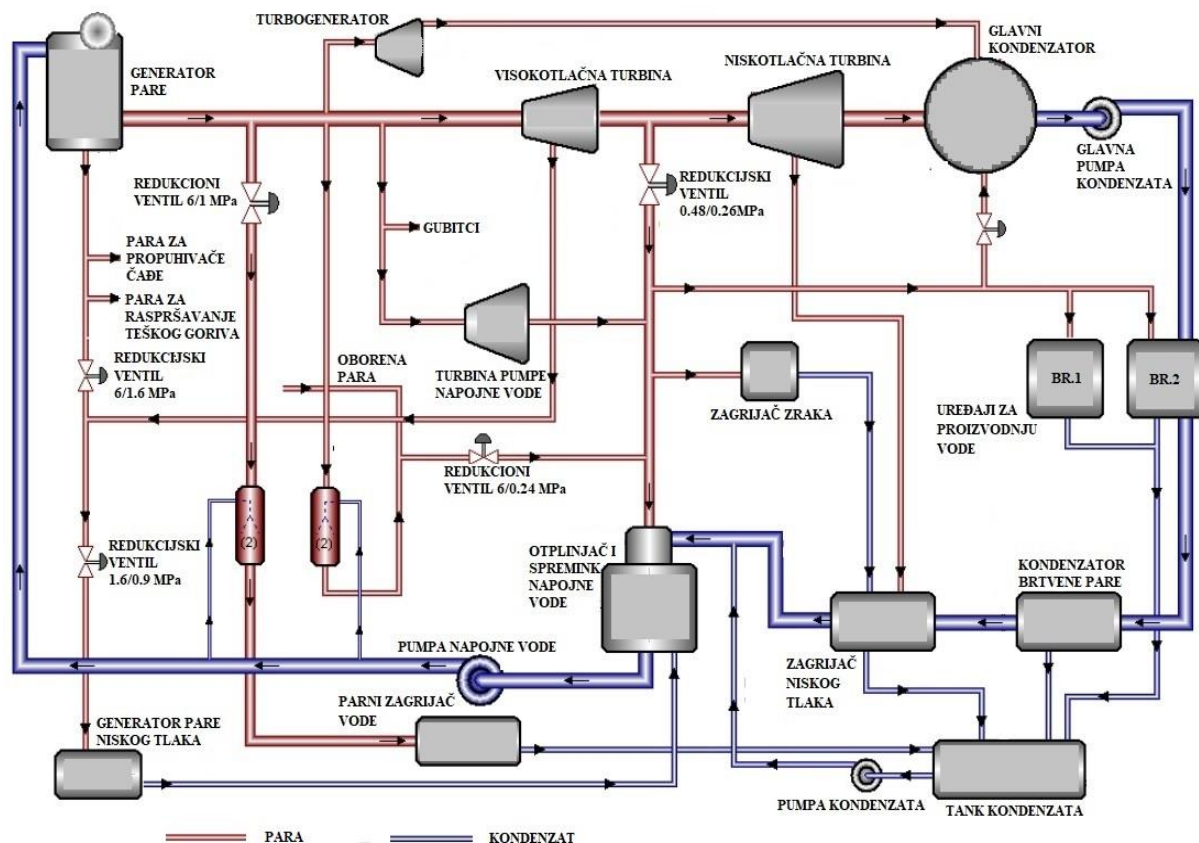 TURBOGENERATOR
GLAVNI
KONDENZATOR
GENERATOR
PARE
VISOKOTLAČNA TURBINA
NISKOTLAČNA TURBINA
GLAVNA
PUMPA
KONDENZATA
REDUKCIONI
VENTIL 6/1 MPa
REDUKCIJSKI
VENTIL
0.48/0.26MPa
GUBITCI
PARA ZA
PROPUHIVAČE
ČAĐE
PARA ZA
RASPRŠAVANJE
TEŠKOG GORIVA
REDUKCIJSKI
VENTIL
6/1.6 MPa
OBORENA
PARA
TURBINA PUMPE
NAPOJNE VODE
ZAGRIJAČ ZRAKA
BR.1
BR.2
UREĐAJI ZA
PROIZVODNJU
VODE
REDUKCIONI
VENTIL 6/0.24 MPa
(2)
(2)
REDUKCIJSKI
VENTIL
1.6/0.9 MPa
OTPLINJAČ I
SPREMINK
NAPOJNE
VODE
KONDENZATOR
BRTVENE PARE
PUMPA NAPOJNE VODE
ZAGRIJAČ
NISKOG
TLAKA
PARNI ZAGRIJAČ
VODE
GENERATOR PARE
NISKOG TLAKA
PUMPA KONDENZATA
TANK KONDENZATA
PARA
KONDENZAT